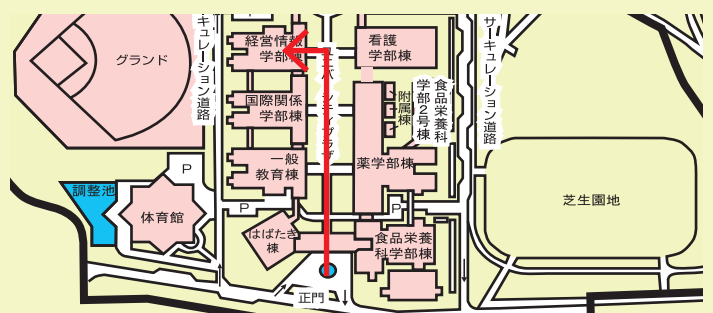 キュレーション道路
サーキュレーション道路
グランド
経営情報
学部棟
看護
学部棟
国際関係
学部棟
附属棟
食品栄養科
学部2号棟
一般
教育棟
薬学部棟
P
調整池
体育館
P
P
はばたき
棟
食品栄養
科学部棟
芝生園地
正門